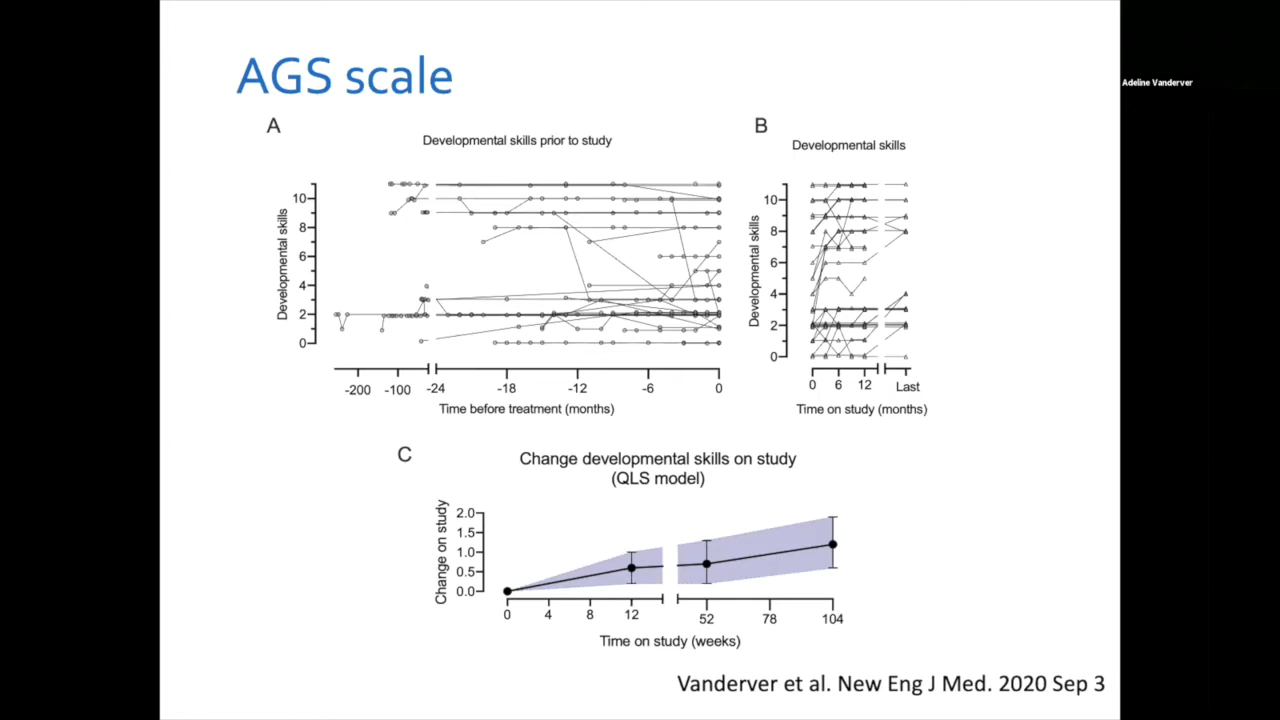 AGS scale
Adeline Vanderver
A
Developmental skills prior to study
Developmental skills
10
8
6
4
2
0
-200 -100 -24 -18 -12 -6 0
Time before treatment (months)
B
Developmental skills
Developmental skills
10
8
6
4
2
0
0 6 12 Last
Time on study (months)
C
Change developmental skills on study
(QLS model)
Change on study
2.0
1.5
1.0
0.5
0.0
0 4 8 12 52 78 104
Time on study (weeks)
Vanderver et al. New Eng J Med. 2020 Sep 3